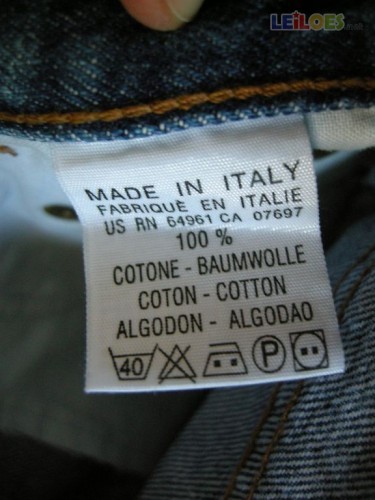 LEiLOES
MADE IN ITALY
FABRIQUÈ EN ITALIE
US RN 64961 CA 07697
100 %
COTONE - BAUMWOLLE
COTON - COTTON
ALGODON - ALGODAO
40 P